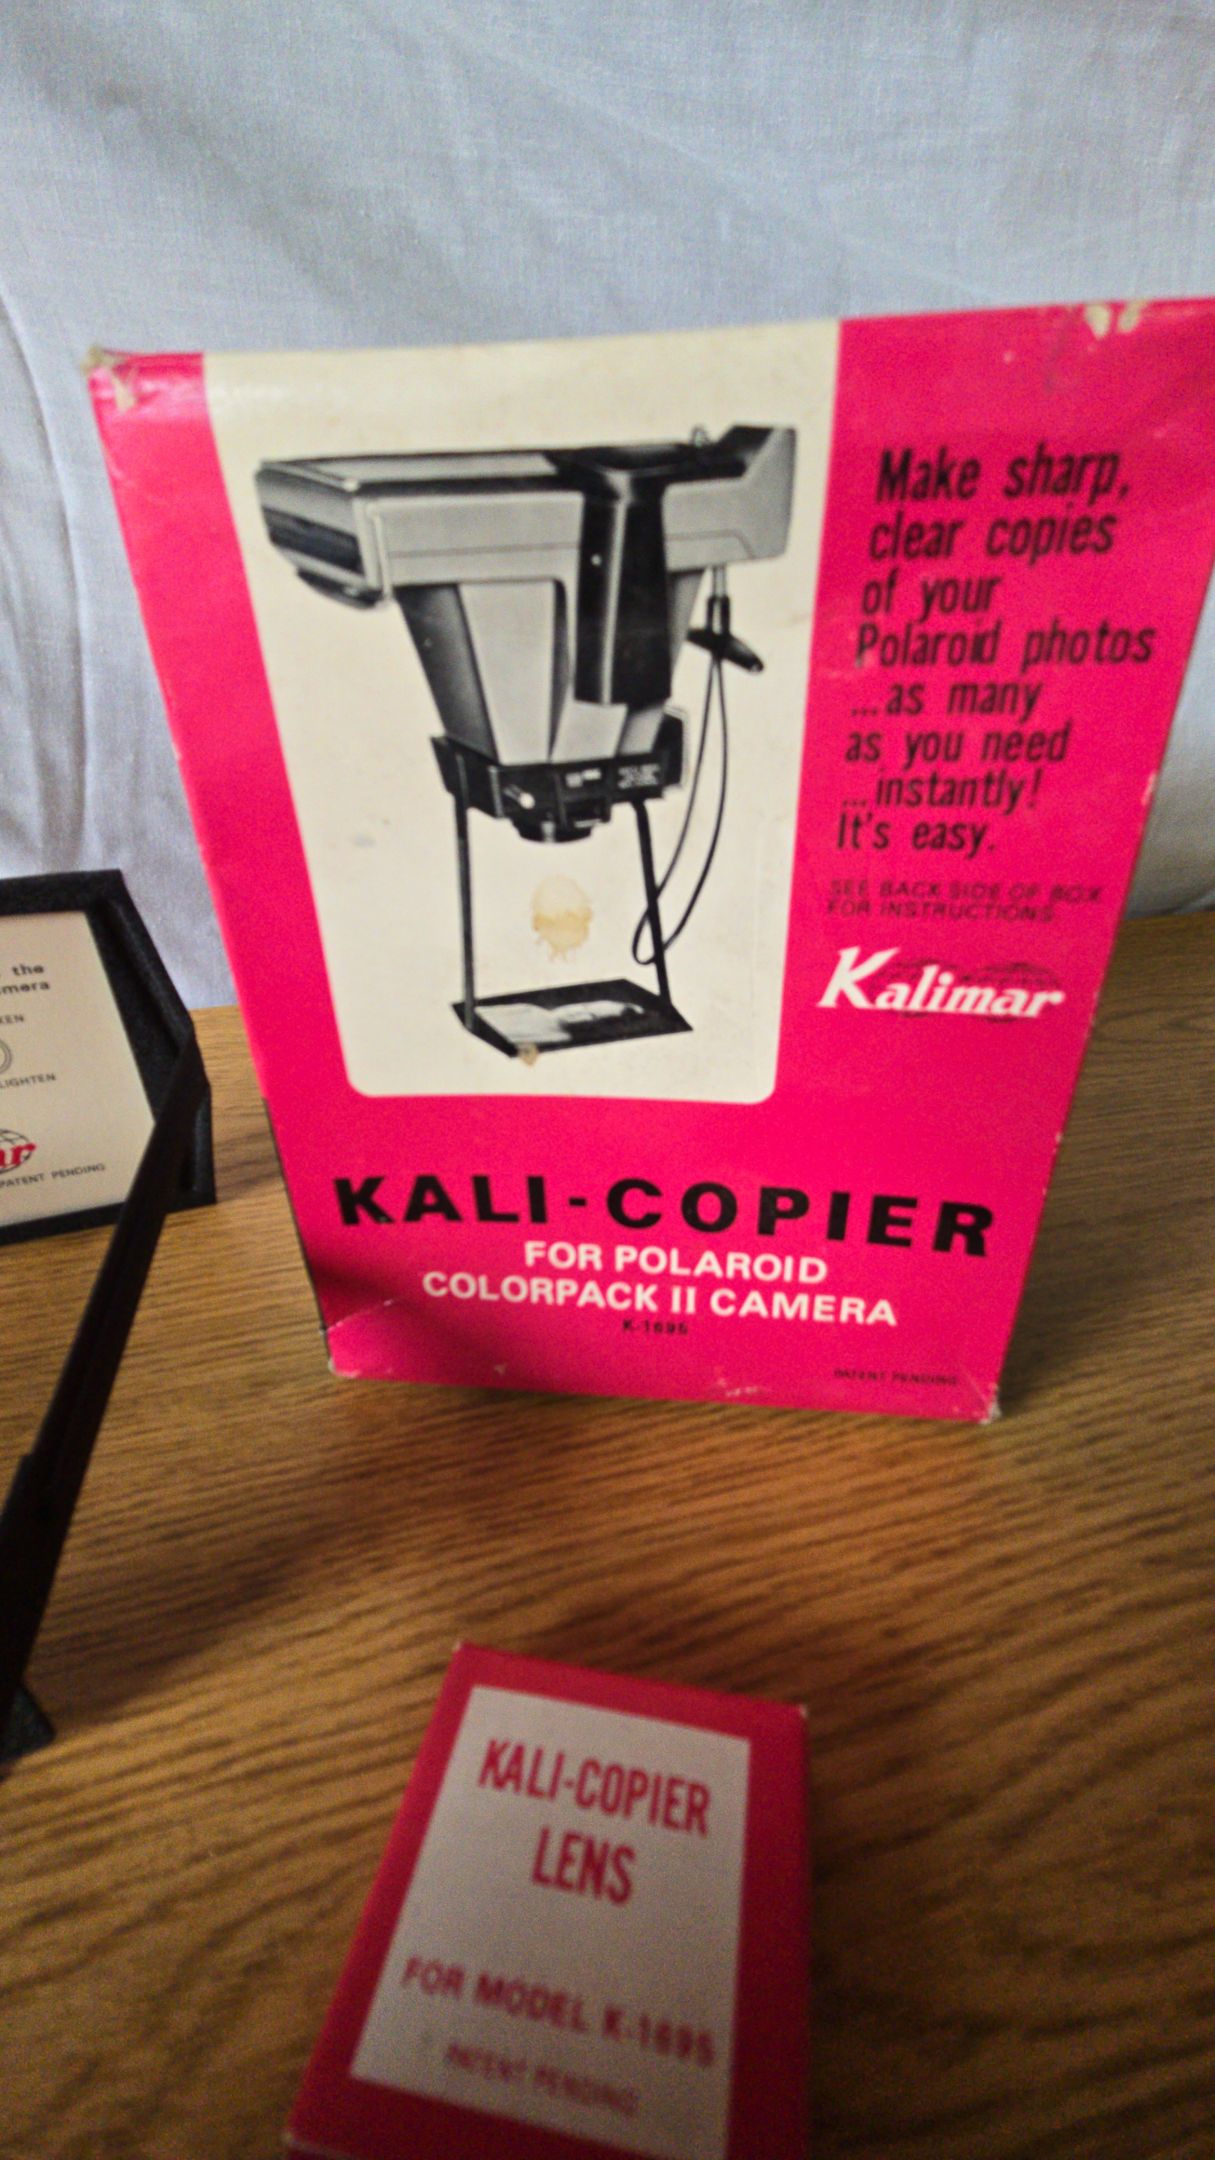 Make sharp,
clear copies
of your
Polaroid photos
...as many
as you need
...instantly!
It's easy.
SEE BACK SIDE OF BOX
FOR INSTRUCTIONS
Kalimar
KALI-COPIER
FOR POLAROID
COLORPACK II CAMERA
K-1695
PATENT PENDING
the
LIGHTEN
PATENT PENDING
KALI-COPIER
LENS
FOR MODEL K-1695
PATENT PENDING